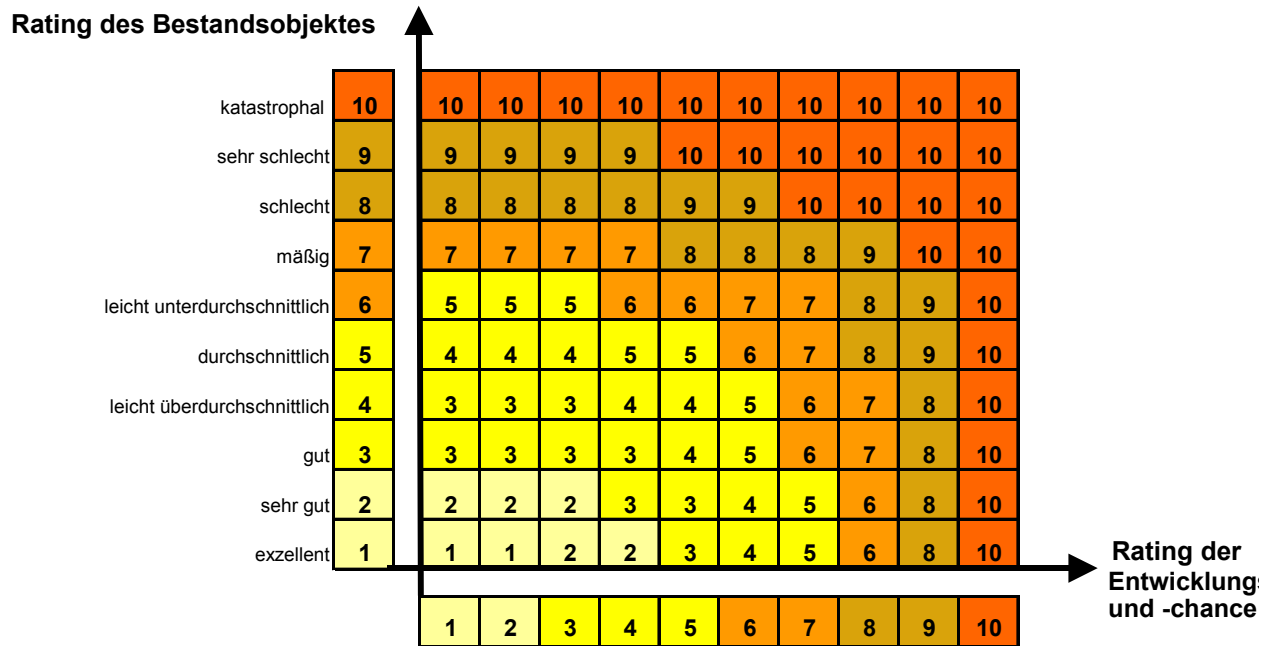 Rating des Bestandsobjektes
katastrophal 10 10 10 10 10 10 10 10 10 10 10
sehr schlecht 9 9 9 9 9 10 10 10 10 10 10
schlecht 8 8 8 8 8 9 9 10 10 10 10
mäßig 7 7 7 7 7 8 8 8 9 10 10
leicht unterdurchschnittlich 6 5 5 5 6 6 7 7 8 9 10
durchschnittlich 5 4 4 4 5 5 6 7 8 9 10
leicht überdurchschnittlich 4 3 3 3 4 4 5 6 7 8 10
gut 3 3 3 3 3 4 5 6 7 8 10
sehr gut 2 2 2 2 3 3 4 5 6 8 10
exzellent 1 1 1 2 2 3 4 5 6 8 10
Rating der
Entwicklungs
und -chance
1 2 3 4 5 6 7 8 9 10